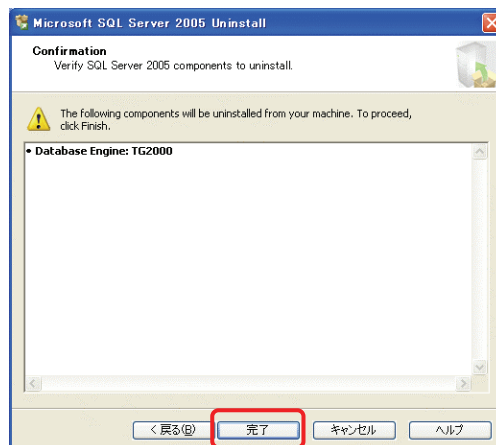 Microsoft SQL Server 2005 Uninstall
Confirmation
Verify SQL Server 2005 components to uninstall.
The following components will be uninstalled from your machine. To proceed,
click Finish.
• Database Engine: TG2000
< 戻る(B) 完了 キャンセル ヘルプ